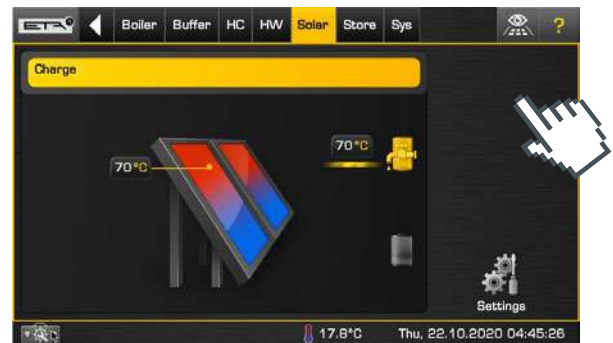 ETA Boiler Buffer HC HW Solar Store Sys ?
Charge
70°C
70°C
Settings
17.8°C Thu, 22.10.2020 04:45:26